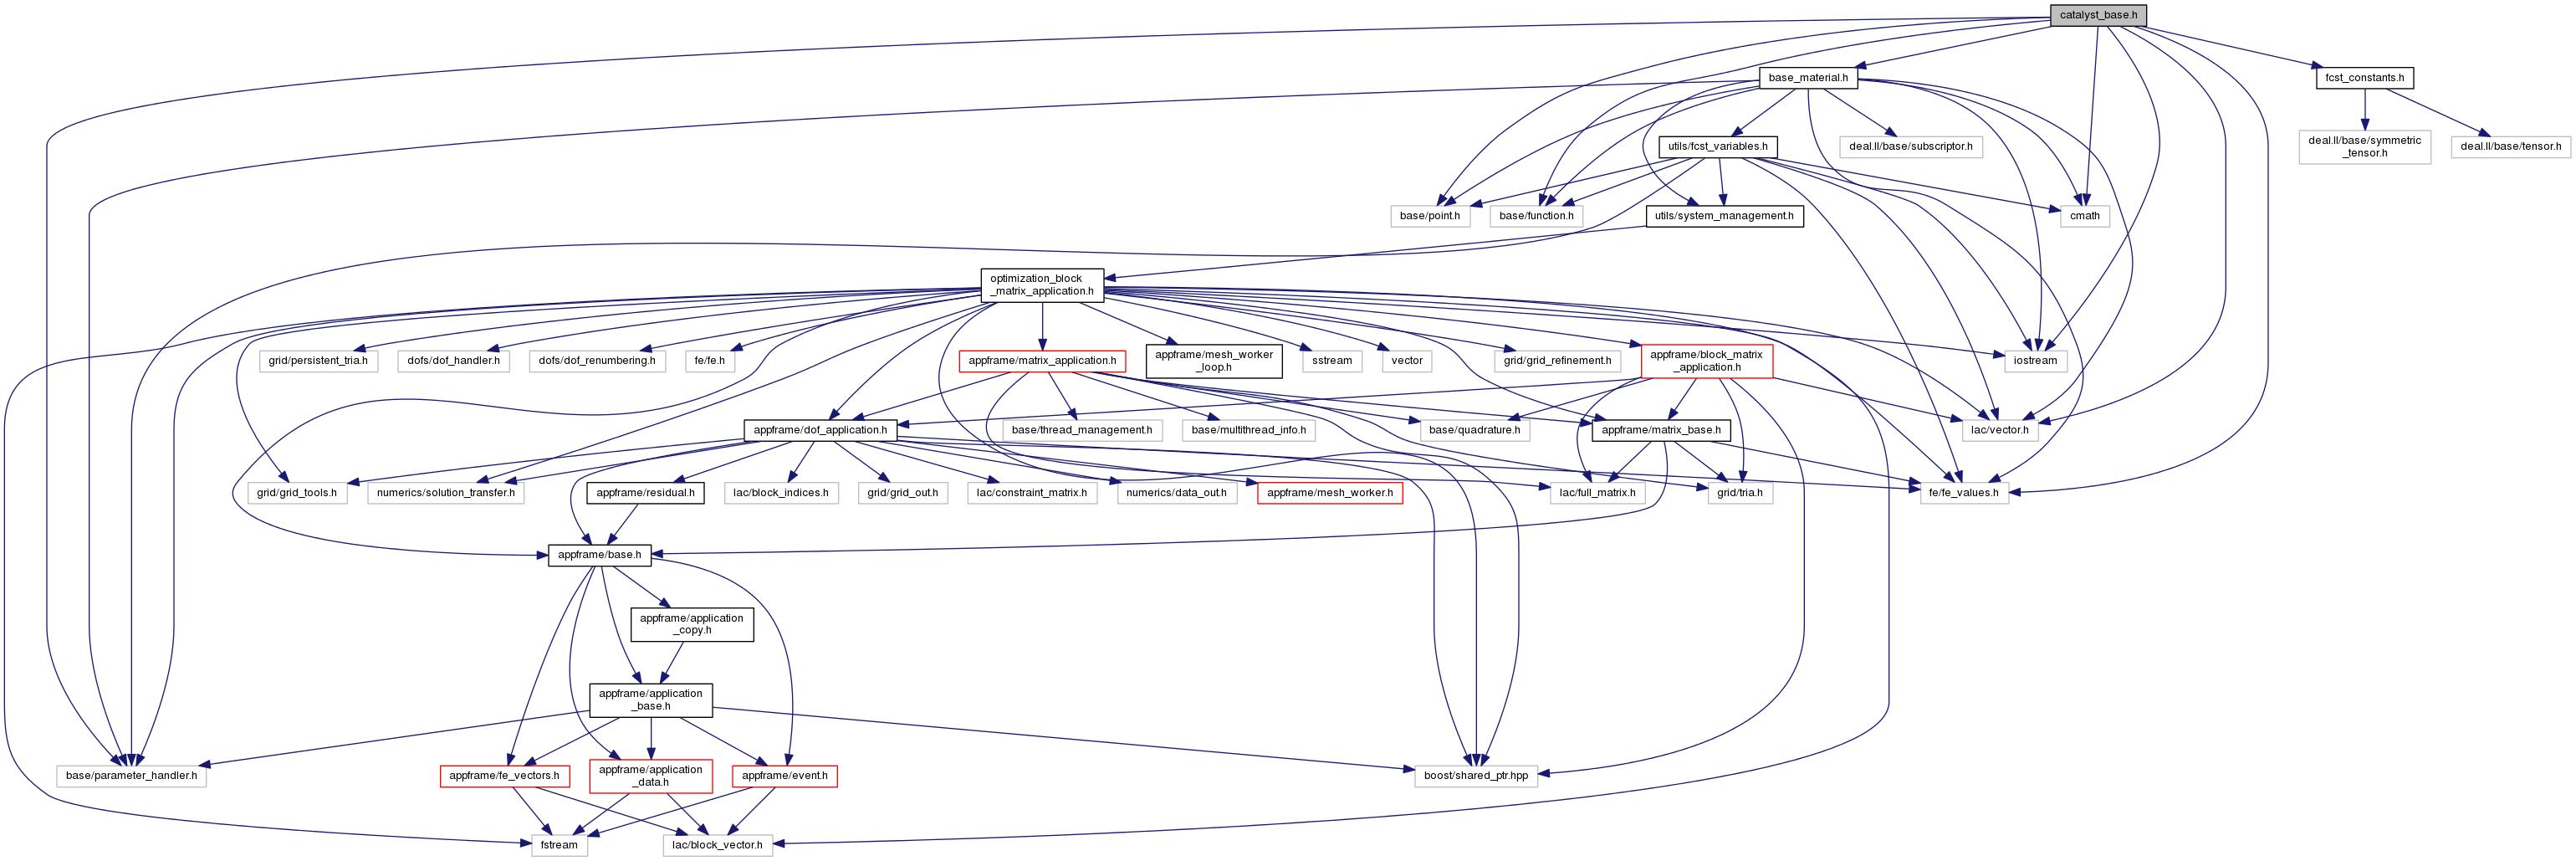 catalyst_base.h
base_material.h
fcst_constants.h
utils/fcst_variables.h
deal.II/base/subscriptor.h
deal.II/base/symmetric
_tensor.h
deal.II/base/tensor.h
base/point.h
base/function.h
utils/system_management.h
cmath
optimization_block
_matrix_application.h
grid/persistent_tria.h
dofs/dof_handler.h
dofs/dof_renumbering.h
fe/fe.h
appframe/matrix_application.h
appframe/mesh_worker
_loop.h
sstream
vector
grid/grid_refinement.h
appframe/block_matrix
_application.h
iostream
appframe/dof_application.h
base/thread_management.h
base/multithread_info.h
base/quadrature.h
appframe/matrix_base.h
lac/vector.h
grid/grid_tools.h
numerics/solution_transfer.h
appframe/residual.h
lac/block_indices.h
grid/grid_out.h
lac/constraint_matrix.h
numerics/data_out.h
appframe/mesh_worker.h
lac/full_matrix.h
grid/tria.h
fe/fe_values.h
appframe/base.h
appframe/application
_copy.h
appframe/application
_base.h
base/parameter_handler.h
appframe/fe_vectors.h
appframe/application
_data.h
appframe/event.h
boost/shared_ptr.hpp
fstream
lac/block_vector.h